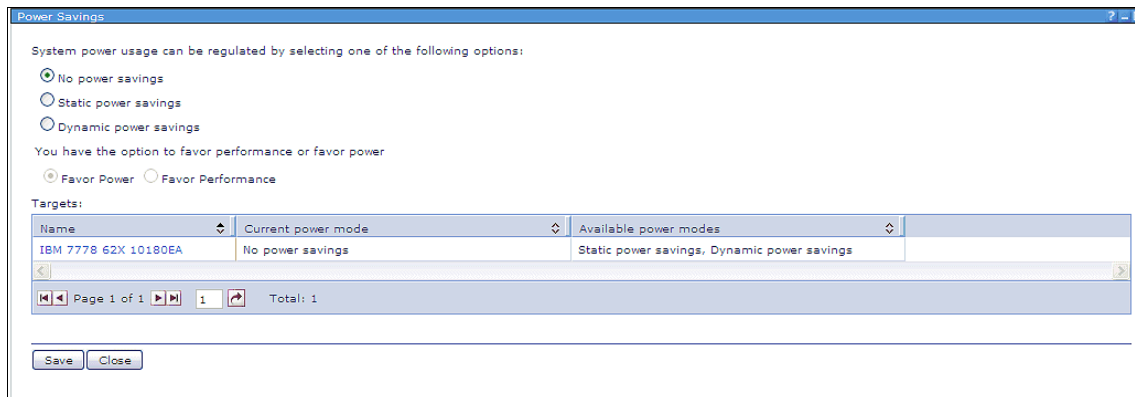 Power Savings ?
System power usage can be regulated by selecting one of the following options:
No power savings
Static power savings
Dynamic power savings
You have the option to favor performance or favor power
Favor Power Favor Performance
Targets:
Name Current power mode Available power modes
IBM 7778 62X 10180EA No power savings Static power savings, Dynamic power savings
Page 1 of 1 1 Total: 1
Save Close